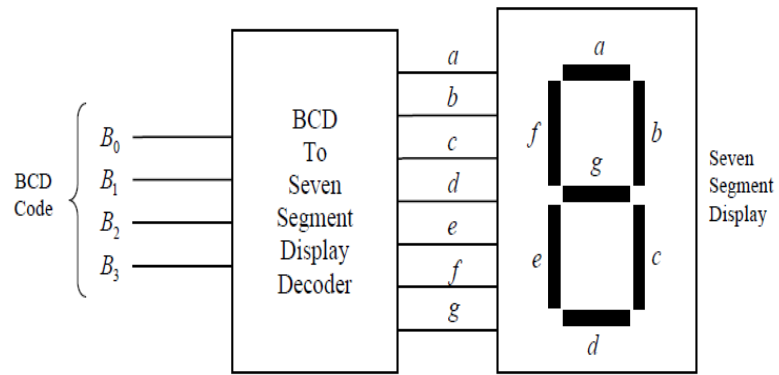 BCD
Code
B₀
B₁
B₂
B₃
BCD
To
Seven
Segment
Display
Decoder
a
b
c
d
e
f
g
a
f
b
g
e
c
d
Seven
Segment
Display